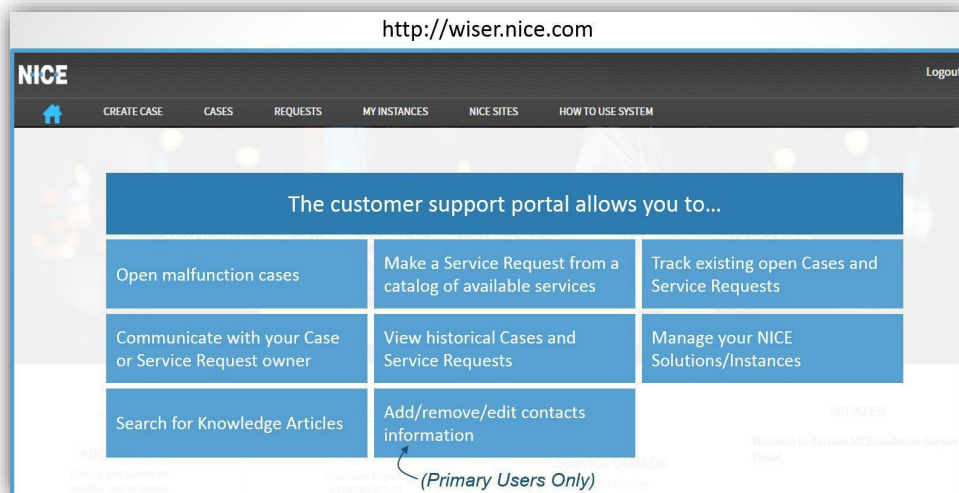 http://wiser.nice.com
NICE
Logout
CREATE CASE CASES REQUESTS MY INSTANCES NICE SITES HOW TO USE SYSTEM
The customer support portal allows you to...
Open malfunction cases
Make a Service Request from a
catalog of available services
Track existing open Cases and
Service Requests
Communicate with your Case
or Service Request owner
View historical Cases and
Service Requests
Manage your NICE
Solutions/Instances
Search for Knowledge Articles
Add/remove/edit contacts
information
UPDATES
Welcome to the new NICE Customer Support
Portal
SERVICE CATALOG
(Primary Users Only)